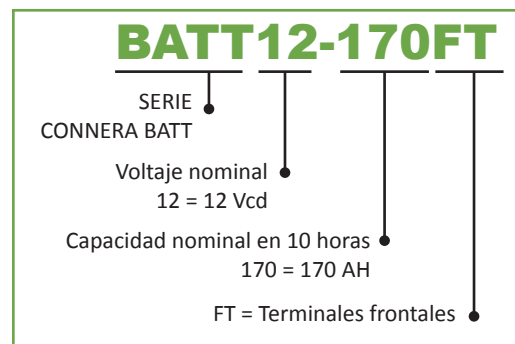 BATT12-170FT
SERIE
CONNERA BATT
Voltaje nominal
12 = 12 Vcd
Capacidad nominal en 10 horas
170 = 170 AH
FT = Terminales frontales